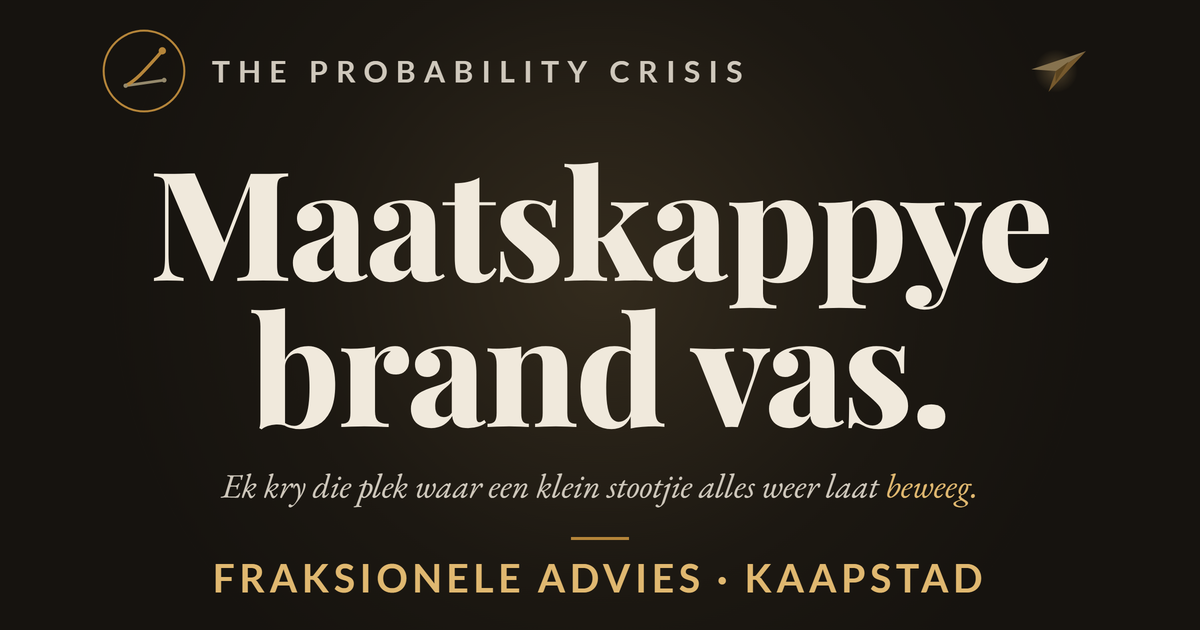 THE PROBABILITY CRISIS
Maatskappye
brand vas.
Ek kry die plek waar een klein stootjie alles weer laat beweeg.
FRAKSIONELE ADVIES · KAAPSTAD